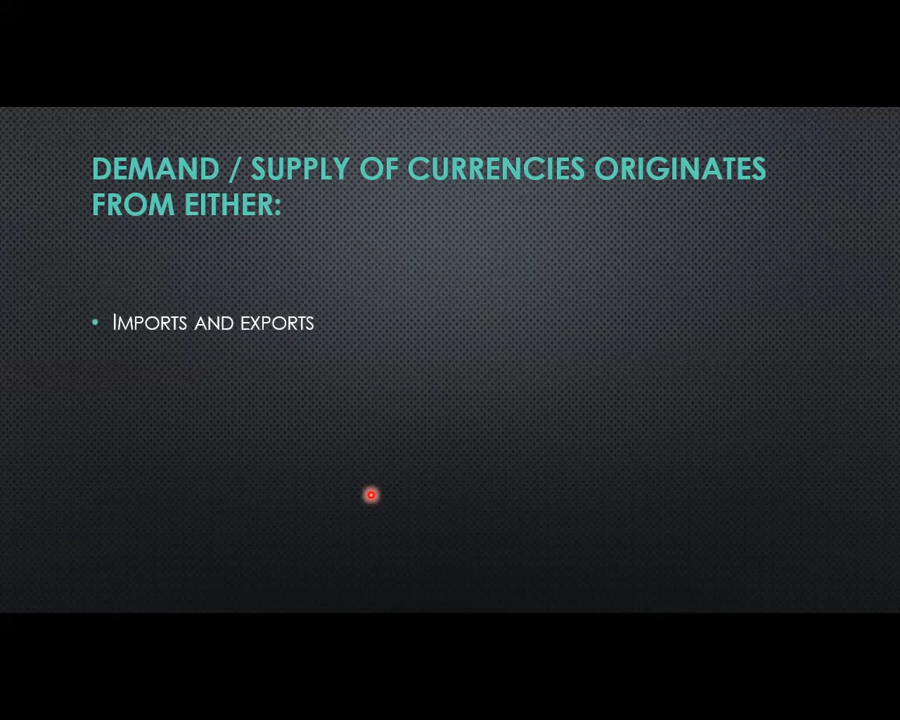 DEMAND / SUPPLY OF CURRENCIES ORIGINATES
FROM EITHER:
• IMPORTS AND EXPORTS